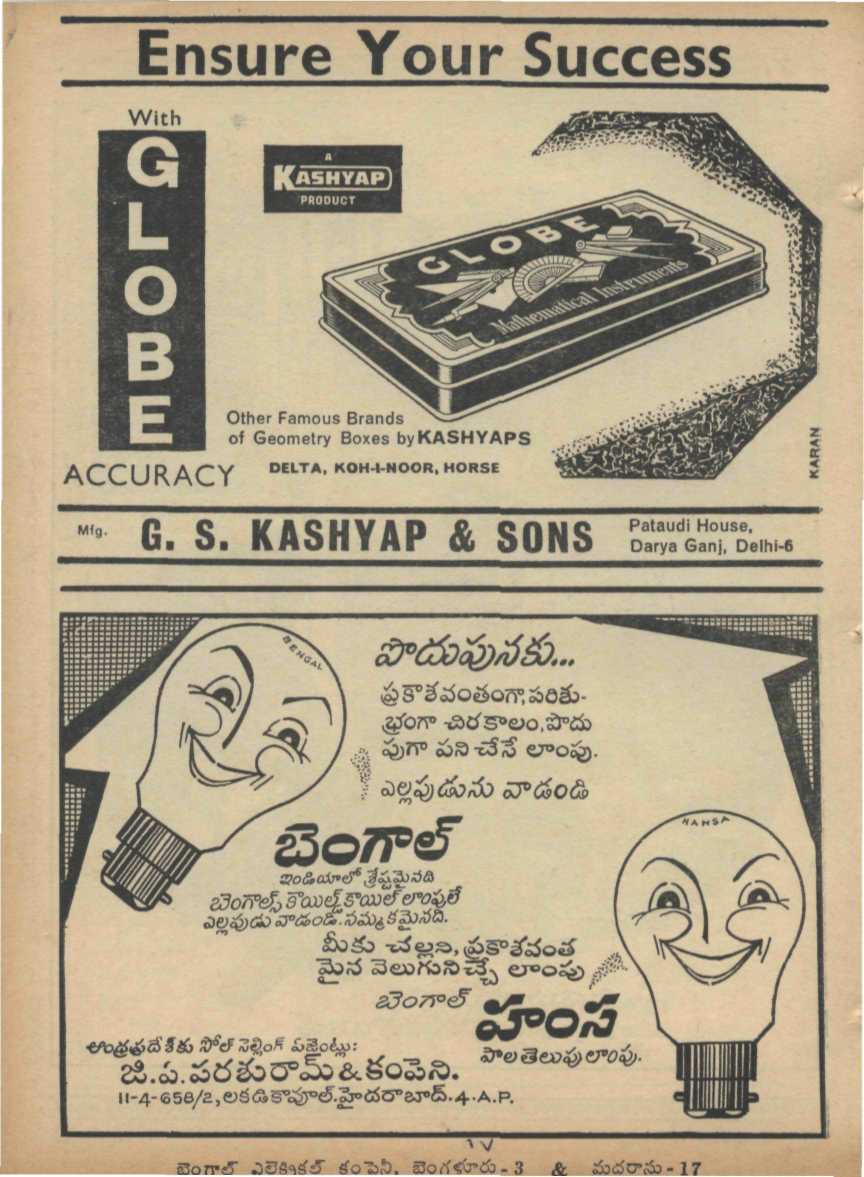 Ensure Your Success
With
GLOBE
ACCURACY
A
KASHYAP
PRODUCT
GLOBE
Mathematical Instruments
Other Famous Brands
of Geometry Boxes by KASHYAPS
DELTA, KOH-I-NOOR, HORSE
KARAN
Mfg. G. S. KASHYAP & SONS
Pataudi House,
Darya Ganj, Delhi-6
BENGAL
పొదుపునకు...
ప్రకాశవంతంగా, పరిశు-
భ్రంగా చిరకాలం, పొదు
పుగా పని చేసే లాంపు.
ఎల్లపుడును వాడండి
బెంగాల్
ఇండియాలో శ్రేష్టమైనది
బెంగాల్స్ కాయిల్డ్ కాయిల్ లాంప్లులే
ఎల్లపుడు వాడండి. నమ్మకమైనది.
HANSA
మీకు చల్లని, ప్రకాశవంత
మైన వెలుగునిచ్చే లాంపు
బెంగాల్
హంస
పాల తెలుపు లాంపు.
ఆంధ్రప్రదేశ్‌కు సోల్ సెల్లింగ్ ఏజెంట్లు:
జి.ఏ.పరశురామ్ & కంపెని.
11-4-658/2, లకడికాపూల్. హైదరాబాద్.4.A.P.
బెంగాల్ ఎలెక్ట్రికల్ కంపెనీ, బెంగళూరు - 3 & మదరాసు - 17